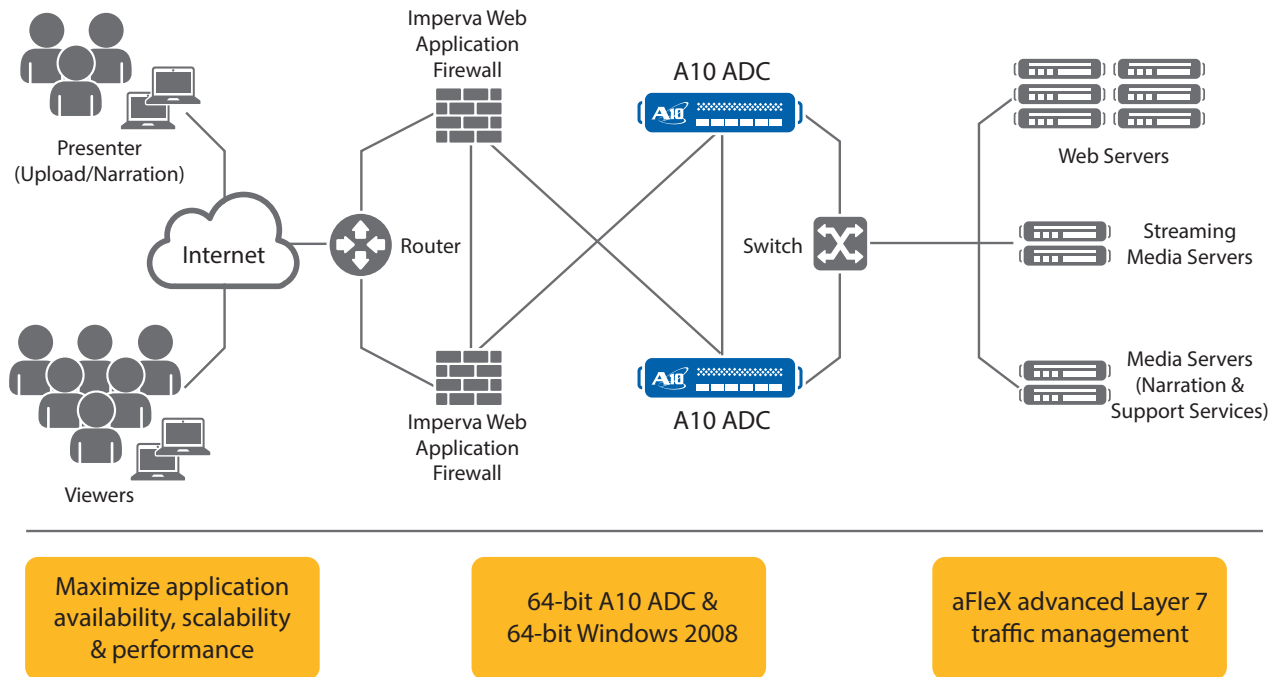 Imperva Web
Application
Firewall
A10 ADC
A10
Presenter
(Upload/Narration)
Web Servers
Internet
Router
Switch
Streaming
Media Servers
A10
A10 ADC
Media Servers
(Narration &
Support Services)
Imperva Web
Application
Firewall
Viewers
Maximize application
availability, scalability
& performance
64-bit A10 ADC &
64-bit Windows 2008
aFleX advanced Layer 7
traffic management